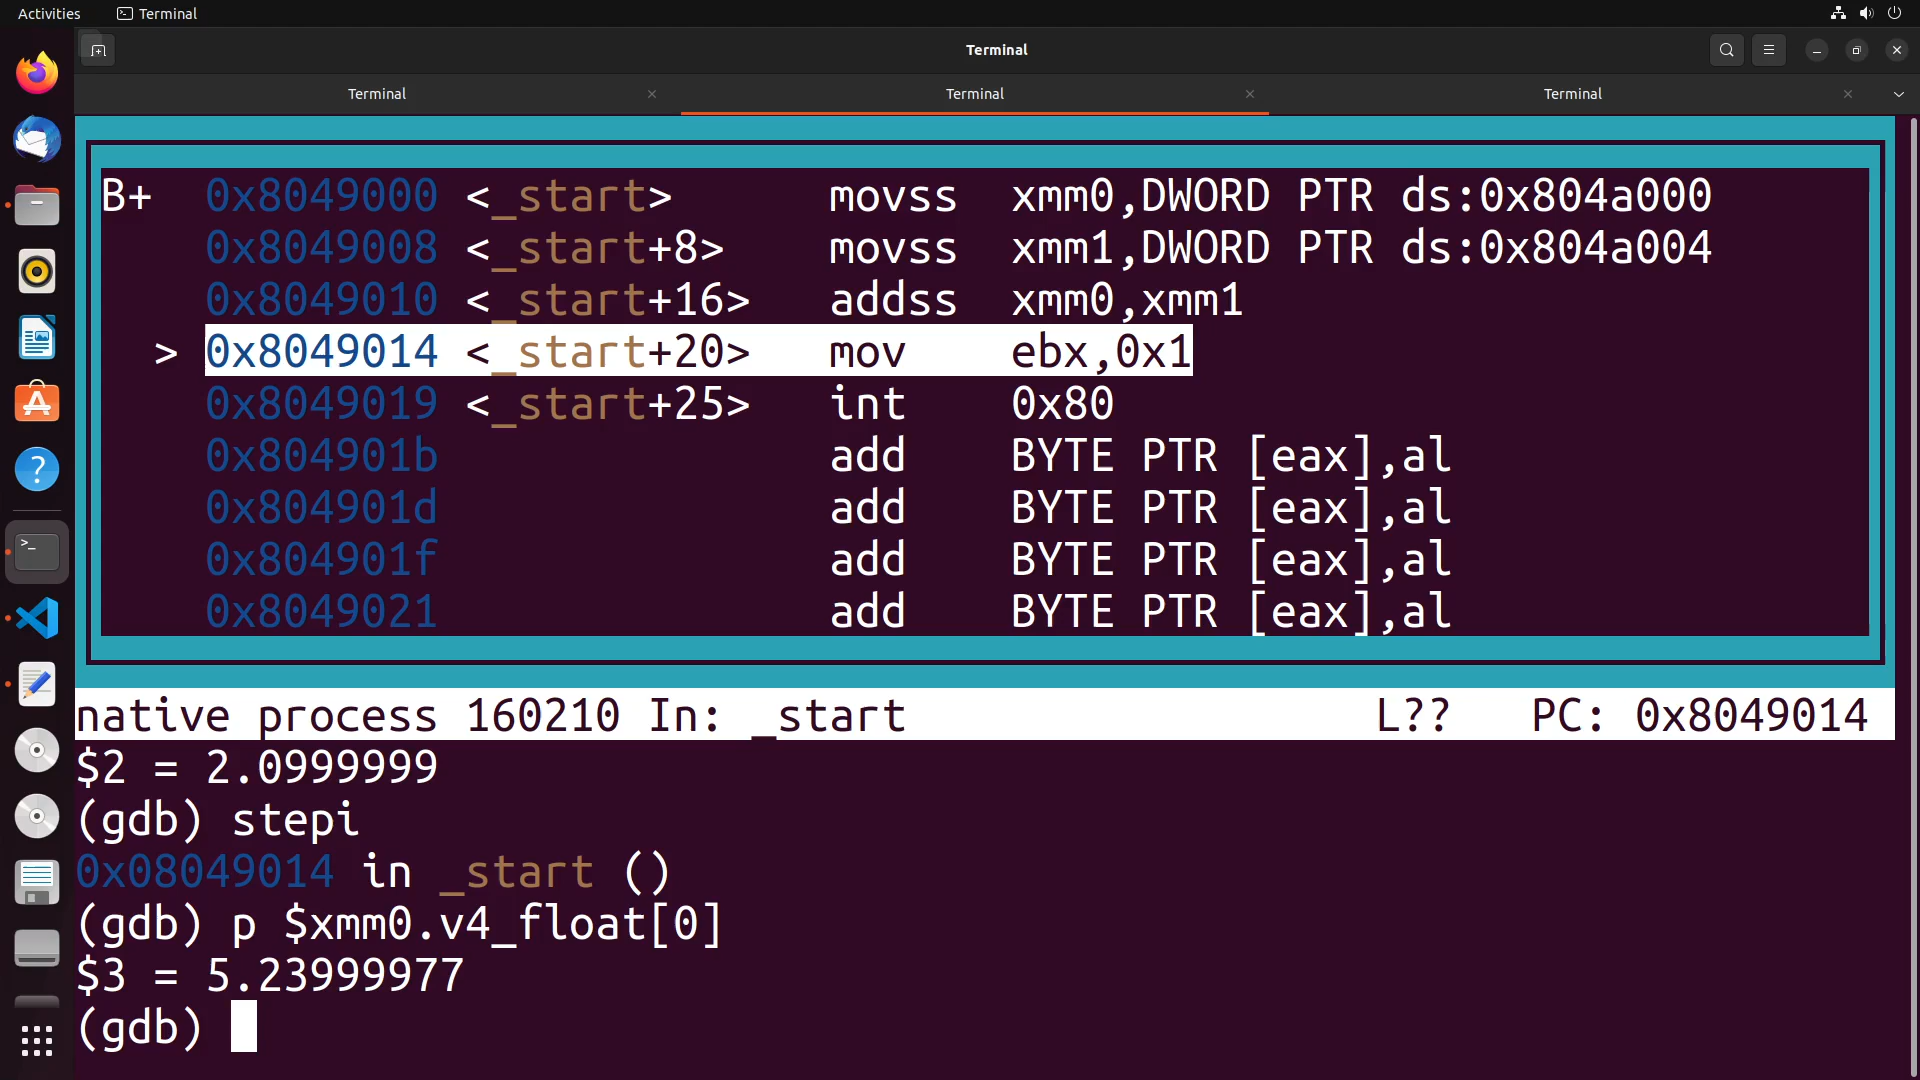 Activities Terminal
Terminal
Terminal Terminal Terminal
B+ 0x8049000 <_start> movss xmm0,DWORD PTR ds:0x804a000
0x8049008 <_start+8> movss xmm1,DWORD PTR ds:0x804a004
0x8049010 <_start+16> addss xmm0,xmm1
> 0x8049014 <_start+20> mov ebx,0x1
0x8049019 <_start+25> int 0x80
0x804901b add BYTE PTR [eax],al
0x804901d add BYTE PTR [eax],al
0x804901f add BYTE PTR [eax],al
0x8049021 add BYTE PTR [eax],al
native process 160210 In: _start L?? PC: 0x8049014
$2 = 2.0999999
(gdb) stepi
0x08049014 in _start ()
(gdb) p $xmm0.v4_float[0]
$3 = 5.23999977
(gdb)